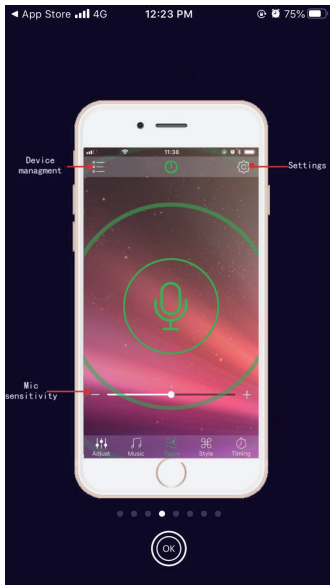 ◀ App Store 4G 12:23 PM 75%
11:38
Device
managment
Settings
Mic
sensitivity
Adjust Music Style Timing
OK